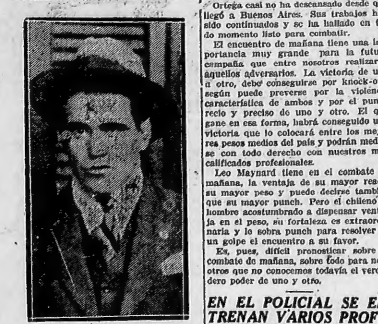 Ortega casi no ha descansado desde q
llegó a Buenos Aires. Sus trabajos h
sido continuados y se ha hallado en t
do momento listo para combatir.
El encuentro de mañana tiene una i
portancia muy grande para la futu
campaña que entre nosotros realizar
aquellos adversarios. La victoria de u
a otro, debe conseguirse por knock-o
según puede preverse por la violen
característica de ambos y por el pun
recio y preciso de uno y otro. El q
gane en esa forma, habrá conseguido u
victoria que lo colocará entre los me
res pesos medios del país y podrán med
se con todo derecho con nuestros m
calificados profesionales.
Leo Maynard tiene en el combate
mañana, la ventaja de su mayor rea
su mayor peso y puede decirse tamb
que su mayor punch. Pero el chileno
hombre acostumbrado a dispensar vent
ja en el peso, su fortaleza es extraor
naria y le sobra punch para resolver
un golpe el encuentro a su favor.
Es, pues, difícil pronosticar sobre
combate de mañana, sobre todo para no
otros que no conocemos todavía el verd
dero poder de uno y otro.
EN EL POLICIAL SE E
TRENAN VARIOS PROF